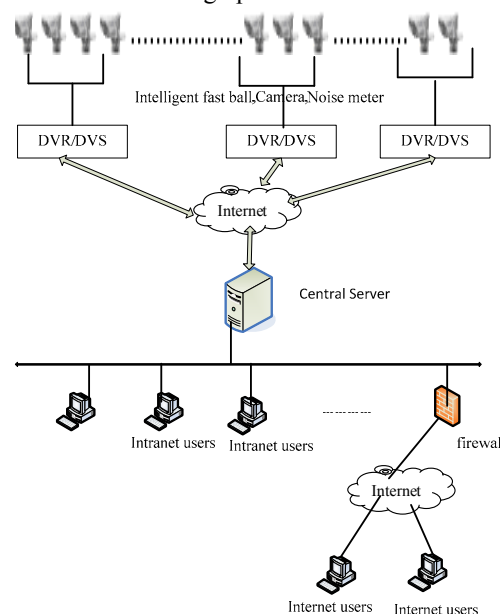 Intelligent fast ball,Camera,Noise meter
DVR/DVS DVR/DVS DVR/DVS
Internet
Central Server
Intranet users Intranet users
firewal
Internet
Internet users Internet users